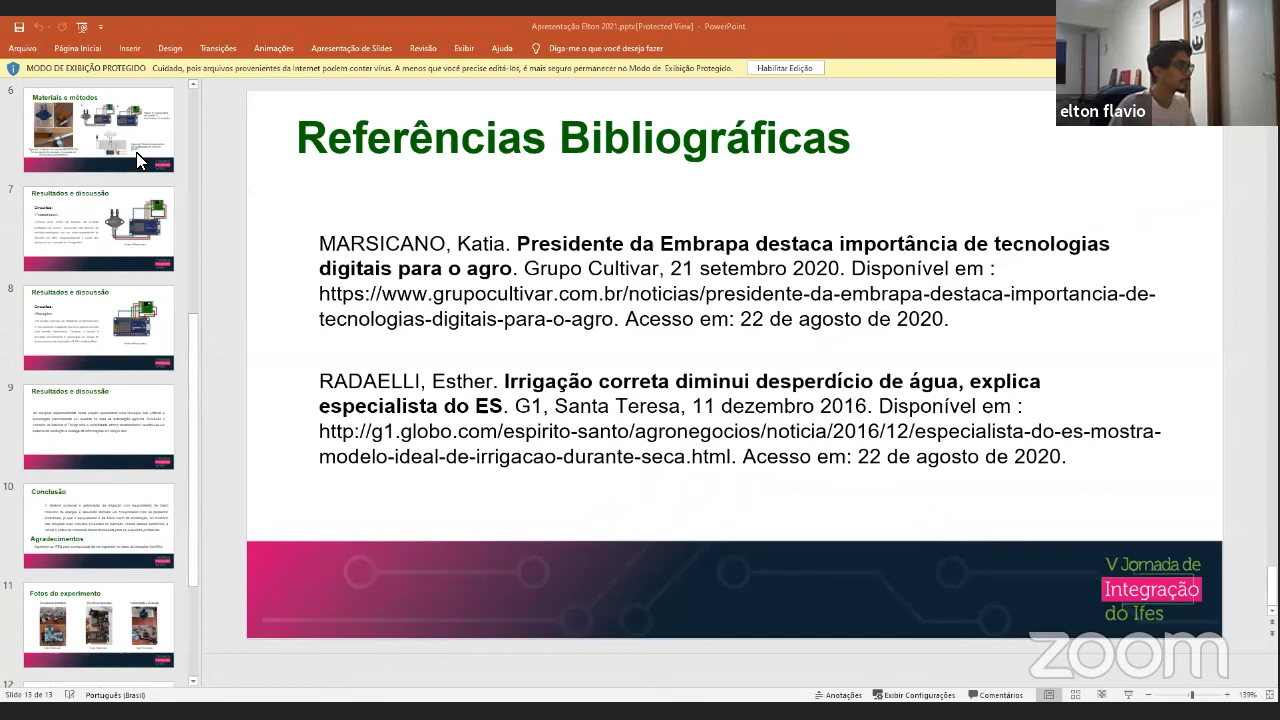 Apresentação Elton 2021.pptx[Protected View] - PowerPoint
Arquivo Página Inicial Inserir Design Transições Animações Apresentação de Slides Revisão Exibir Ajuda Diga-me o que você deseja fazer
MODO DE EXIBIÇÃO PROTEGIDO Cuidado, pois arquivos provenientes da Internet podem conter vírus. A menos que você precise editá-lós, é mais seguro permanecer no Modo de Exibição Protegido. Habilitar Edição
elton flavio
6
Materiais e métodos
7
Resultados e discussão
8
Resultados e discussão
9
Resultados e discussão
10
Conclusão
Agradecimentos
11
Fotos do experimento
12
Referências Bibliográficas
MARSICANO, Katia. Presidente da Embrapa destaca importância de tecnologias
digitais para o agro. Grupo Cultivar, 21 setembro 2020. Disponível em :
https://www.grupocultivar.com.br/noticias/presidente-da-embrapa-destaca-importancia-de-
tecnologias-digitais-para-o-agro. Acesso em: 22 de agosto de 2020.
RADAELLI, Esther. Irrigação correta diminui desperdício de água, explica
especialista do ES. G1, Santa Teresa, 11 dezembro 2016. Disponível em :
http://g1.globo.com/espirito-santo/agronegocios/noticia/2016/12/especialista-do-es-mostra-
modelo-ideal-de-irrigacao-durante-seca.html. Acesso em: 22 de agosto de 2020.
V Jornada de
Integração
do Ifes
zoom
Slide 13 de 13 Português (Brasil) Anotações Exibir Configurações Comentários 139%